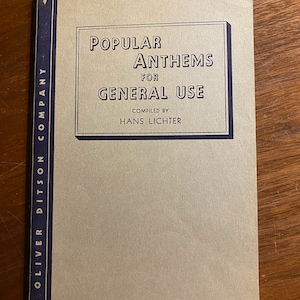 POPULAR
ANTHEMS
FOR
GENERAL USE
COMPILED BY
HANS LICHTER
OLIVER DITSON COMPANY